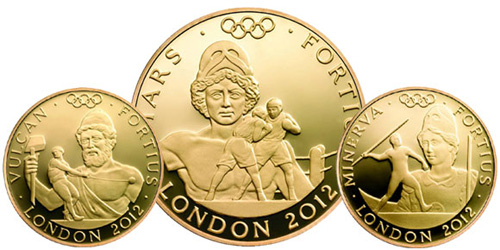 VULCAN · FORTIUS · LONDON 2012 ·
MARS · FORTIUS
LONDON 2012
MINERVA · FORTIUS · LONDON 2012 ·